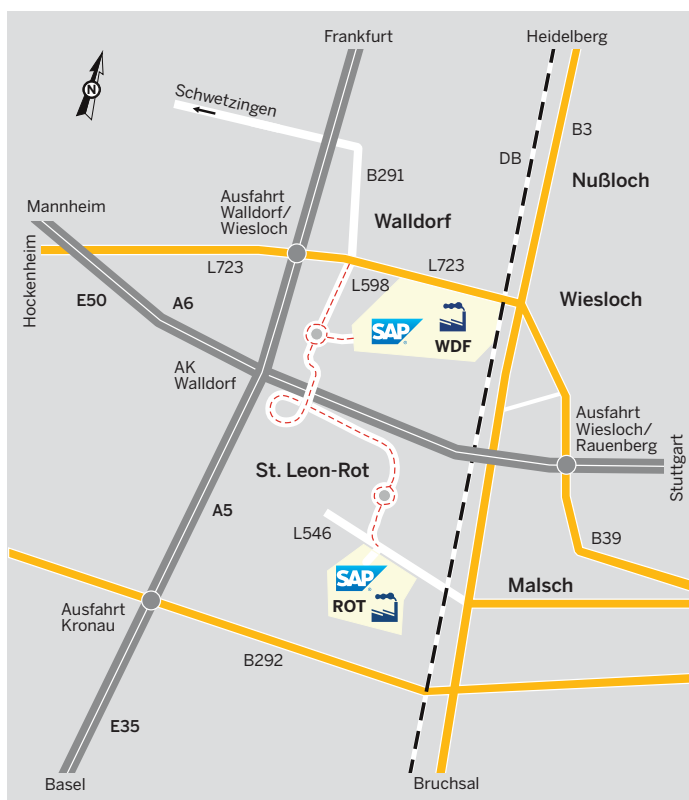 Frankfurt
Heidelberg
N
Schwetzingen
B3
DB
B291
Nußloch
Mannheim
Ausfahrt
Walldorf/
Wiesloch
Walldorf
Hockenheim
L723
L598
L723
E50
A6
Wiesloch
SAP
WDF
AK
Walldorf
Ausfahrt
Wiesloch/
Rauenberg
Stuttgart
St. Leon-Rot
A5
L546
B39
SAP
ROT
Malsch
Ausfahrt
Kronau
B292
E35
Basel
Bruchsal